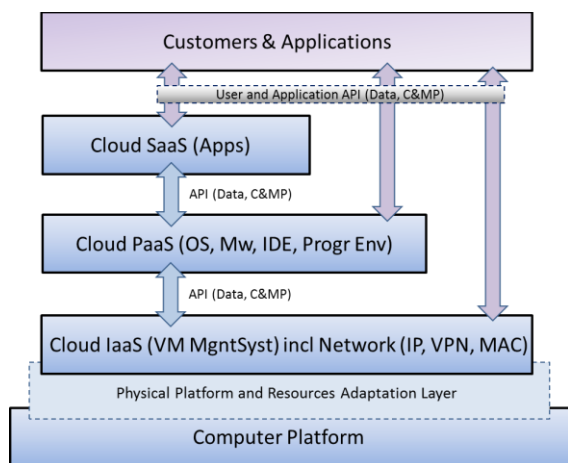 Customers & Applications
User and Application API (Data, C&MP)
Cloud SaaS (Apps)
API (Data, C&MP)
Cloud PaaS (OS, Mw, IDE, Progr Env)
API (Data, C&MP)
Cloud IaaS (VM MgntSyst) incl Network (IP, VPN, MAC)
Physical Platform and Resources Adaptation Layer
Computer Platform